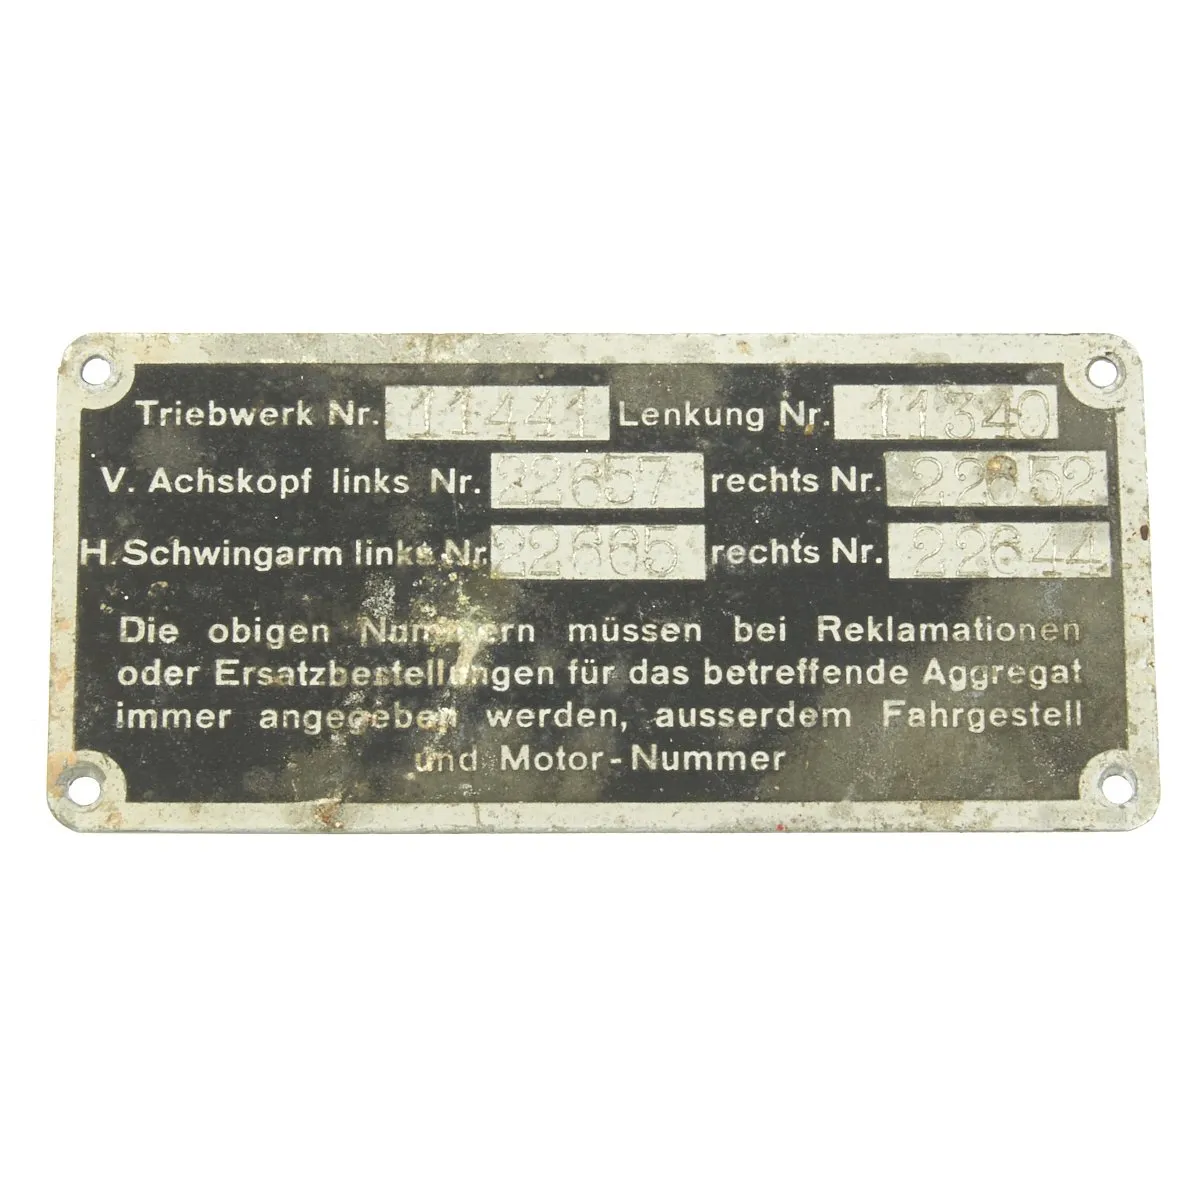 Triebwerk Nr. 11441 Lenkung Nr. 11340
V. Achskopf links Nr. 22657 rechts Nr. 22652
H. Schwingarm links Nr. 22665 rechts Nr. 22644
Die obigen Nummern müssen bei Reklamationen
oder Ersatzbestellungen für das betreffende Aggregat
immer angegeben werden, ausserdem Fahrgestell
und Motor-Nummer